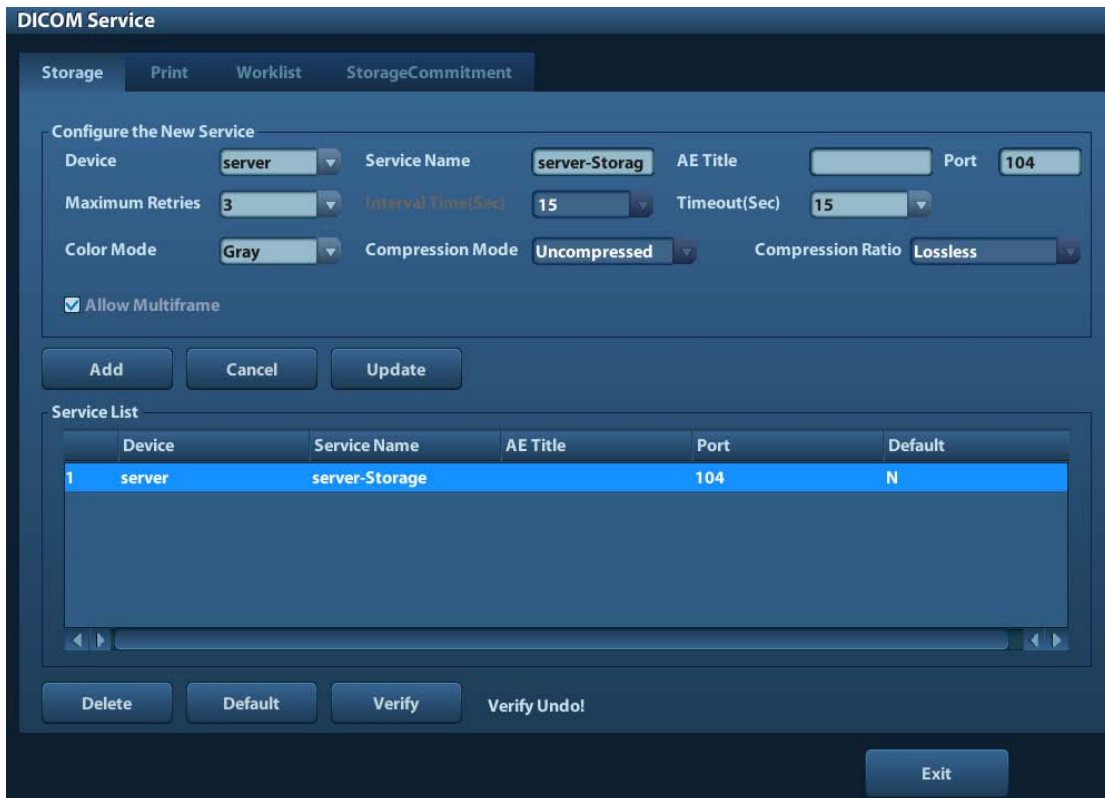 DICOM Service
Storage Print Worklist StorageCommitment
Configure the New Service
Device server Service Name server-Storag AE Title Port 104
Maximum Retries 3 Interval Time(Sec) 15 Timeout(Sec) 15
Color Mode Gray Compression Mode Uncompressed Compression Ratio Lossless
Allow Multiframe
Add Cancel Update
Service List
Device Service Name AE Title Port Default
1 server server-Storage 104 N
Delete Default Verify Verify Undo!
Exit